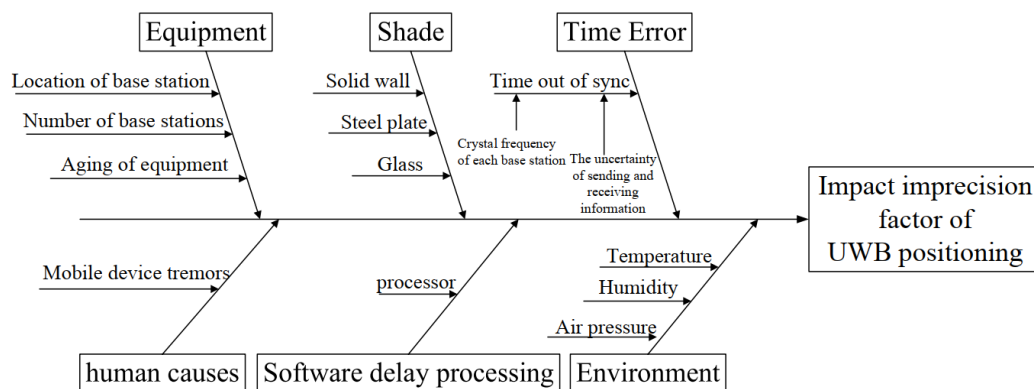 Equipment
Shade
Time Error
Location of base station
Solid wall
Time out of sync
Number of base stations
Steel plate
Crystal frequency
of each base station
Aging of equipment
Glass
The uncertainty
of sending and
receiving
information
Impact imprecision
factor of
UWB positioning
Mobile device tremors
processor
Temperature
Humidity
Air pressure
human causes
Software delay processing
Environment